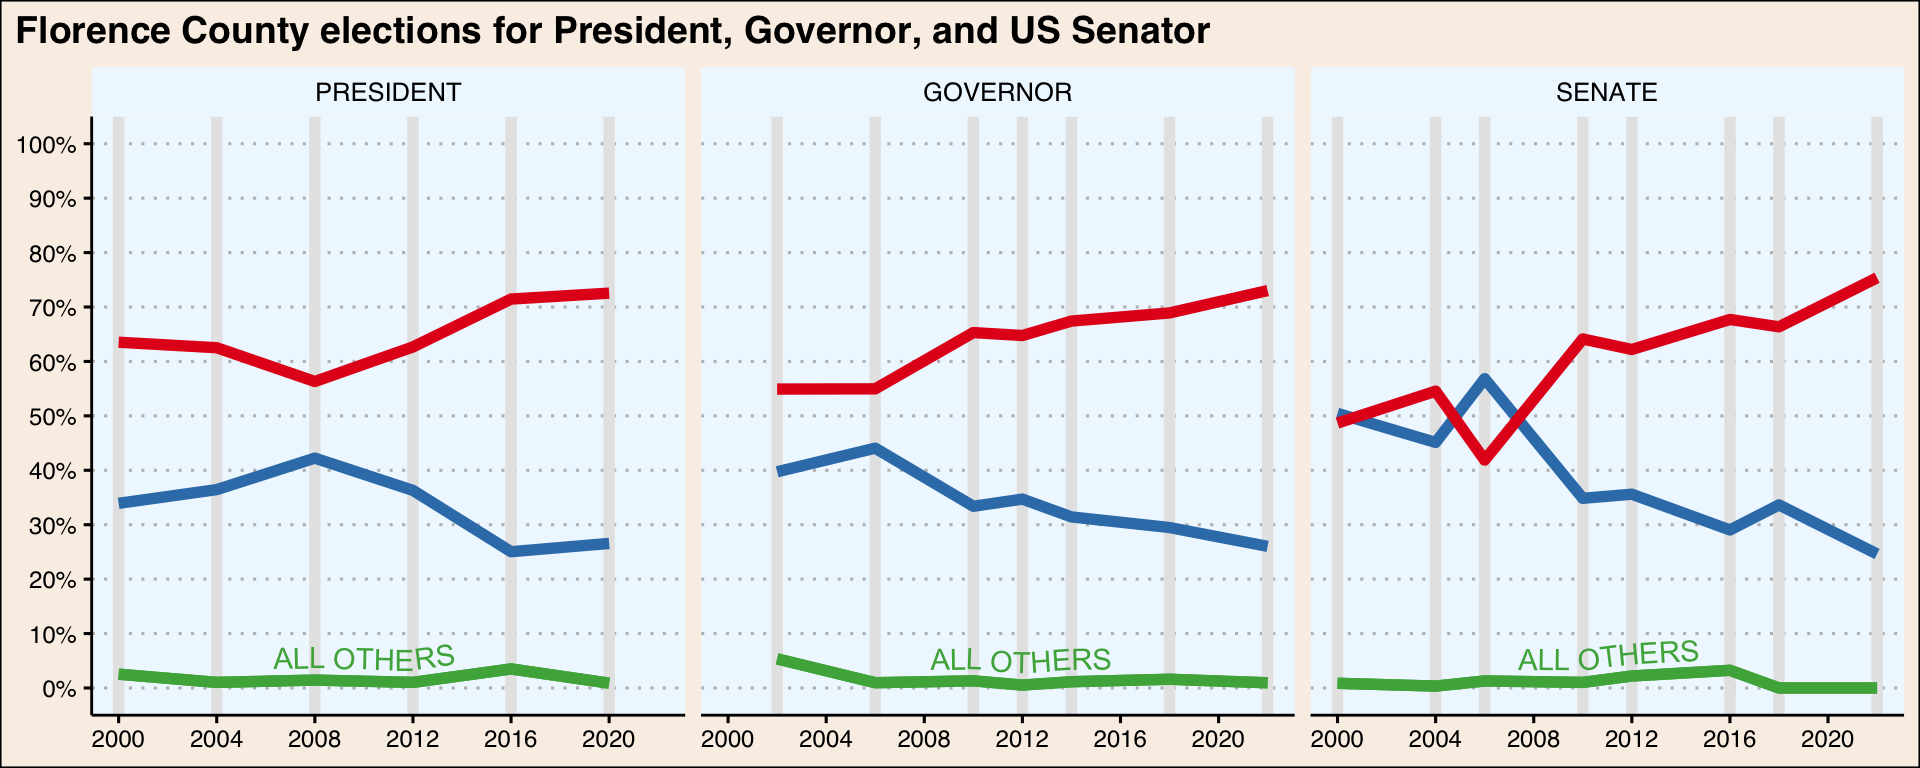 Florence County elections for President, Governor, and US Senator
PRESIDENT GOVERNOR SENATE
100%
90%
80%
70%
60%
50%
40%
30%
20%
10%
0%
ALL OTHERS ALL OTHERS ALL OTHERS
2000 2004 2008 2012 2016 2020 2000 2004 2008 2012 2016 2020 2000 2004 2008 2012 2016 2020